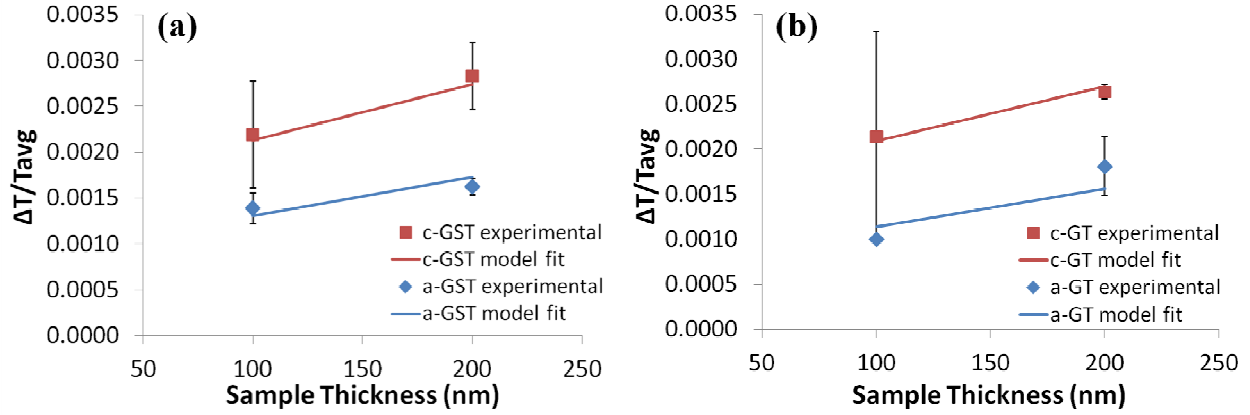 (a)
ΔT/Tavg
0.0035
0.0030
0.0025
0.0020
0.0015
0.0010
0.0005
0.0000
50
100
150
200
250
Sample Thickness (nm)
c-GST experimental
c-GST model fit
a-GST experimental
a-GST model fit
(b)
ΔT/Tavg
0.0035
0.0030
0.0025
0.0020
0.0015
0.0010
0.0005
0.0000
50
100
150
200
250
Sample Thickness (nm)
c-GT experimental
c-GT model fit
a-GT experimental
a-GT model fit